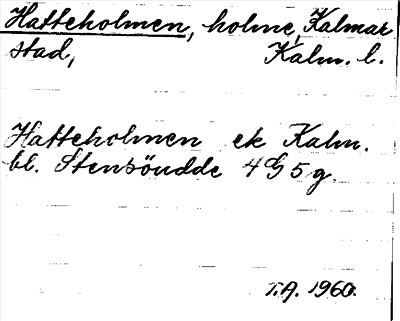 Hatteholmen, holme, Kalmar
stad, Kalm. l.
Hatteholmen ek Kalm.
bl. Stensöudde 4 G 5 g
T.A. 1960.